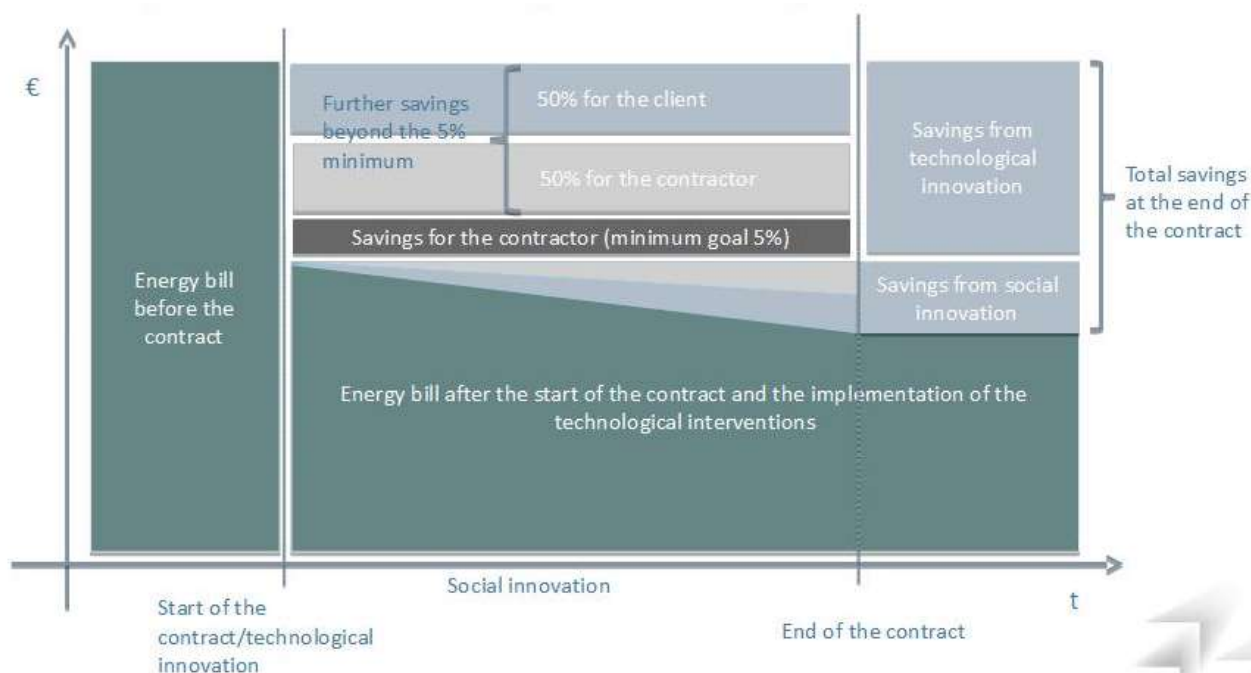 €
Energy bill
before the
contract
Further savings
beyond the 5%
minimum
50% for the client
50% for the contractor
Savings for the contractor (minimum goal 5%)
Savings from
technological
innovation
Savings from social
innovation
Total savings
at the end of
the contract
Energy bill after the start of the contract and the implementation of the
technological interventions
Social innovation
t
Start of the
contract/technological
innovation
End of the contract